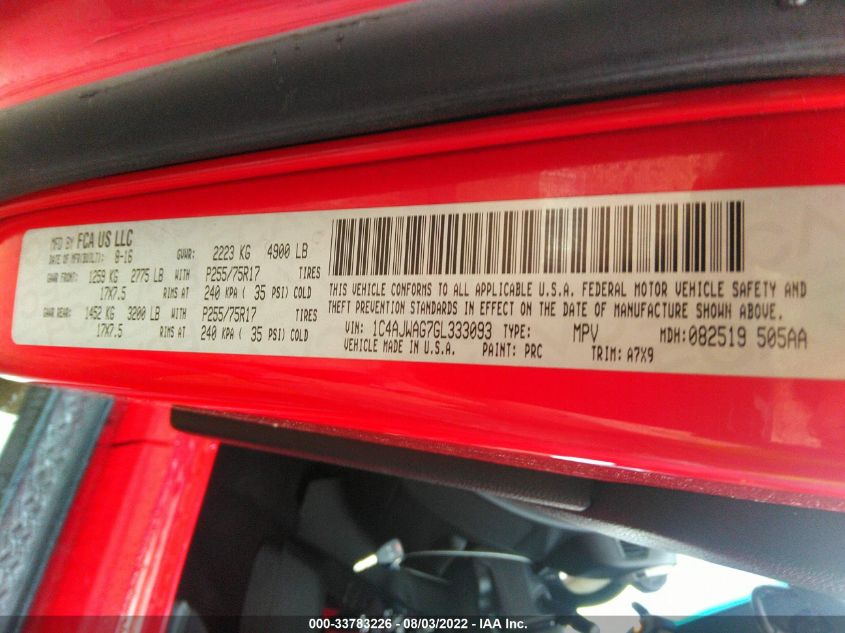 MFD BY FCA US LLC
DATE OF MFR(BUILT): 8-16 GVWR: 2223 KG 4900 LB
GAWR FRONT: 1259 KG 2775 LB WITH P255/75R17 TIRES
17X7.5 RIMS AT 240 KPA ( 35 PSI) COLD
GAWR REAR: 1452 KG 3200 LB WITH P255/75R17 TIRES
17X7.5 RIMS AT 240 KPA ( 35 PSI) COLD
THIS VEHICLE CONFORMS TO ALL APPLICABLE U.S.A. FEDERAL MOTOR VEHICLE SAFETY AND
THEFT PREVENTION STANDARDS IN EFFECT ON THE DATE OF MANUFACTURE SHOWN ABOVE.
VIN: 1C4AJWAG7GL333093 TYPE: MPV MDH: 082519 505AA
VEHICLE MADE IN U.S.A. PAINT: PRC TRIM: A7X9
000-33783226 - 08/03/2022 - IAA Inc.